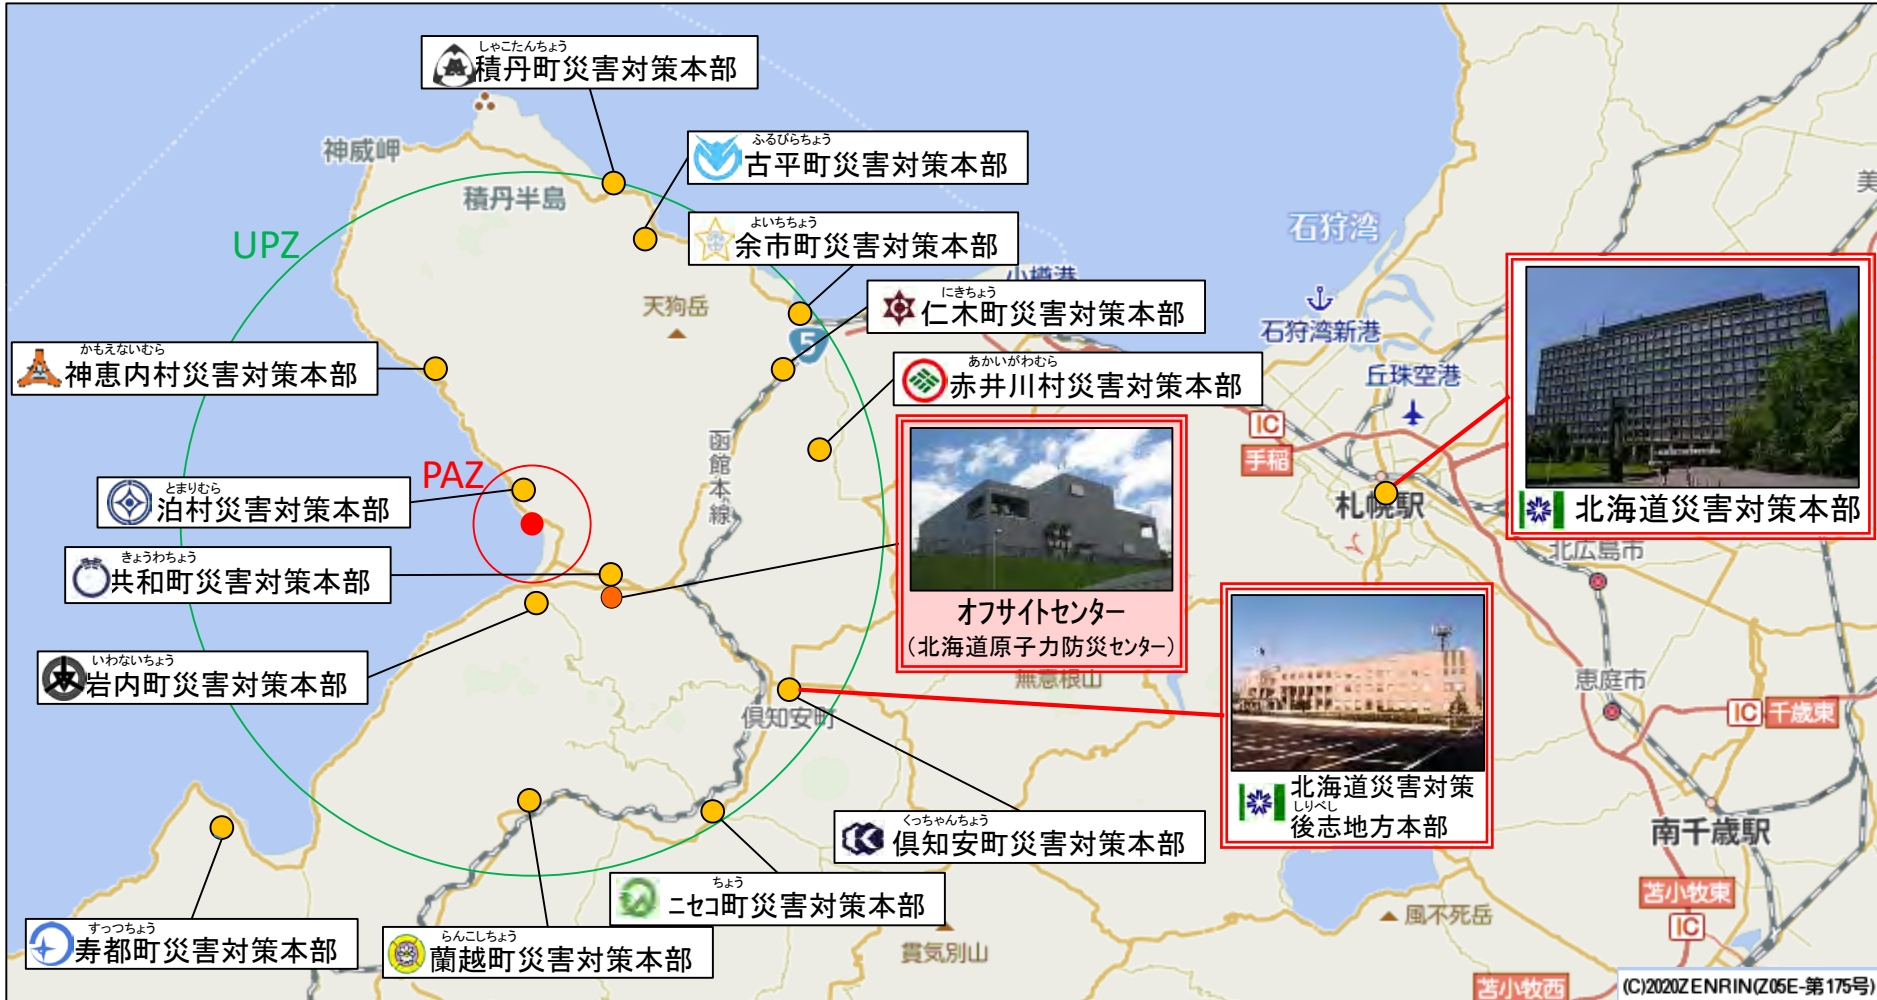 しゃこたんちょう
積丹町災害対策本部
神威岬
積丹半島
ふるびらちょう
古平町災害対策本部
よいちちょう
余市町災害対策本部
UPZ
天狗岳
小樽港
にきちょう
仁木町災害対策本部
5
石狩湾
石狩湾新港
丘珠空港
美
かもえないむら
神恵内村災害対策本部
あかいがわむら
赤井川村災害対策本部
IC
手稲
札幌駅
北海道災害対策本部
北広島市
函館本線
PAZ
とまりむら
泊村災害対策本部
きょうわちょう
共和町災害対策本部
オフサイトセンター
(北海道原子力防災センター)
無意根山
いわないちょう
岩内町災害対策本部
倶知安町
恵庭市
IC
千歳東
北海道災害対策
しりべし
後志地方本部
くっちゃんちょう
倶知安町災害対策本部
南千歳駅
ちょう
ニセコ町災害対策本部
苫小牧東
IC
風不死岳
すっつちょう
寿都町災害対策本部
らんこしちょう
蘭越町災害対策本部
貫気別山
苫小牧西
(C)2020ZENRIN(Z05E-第175号)